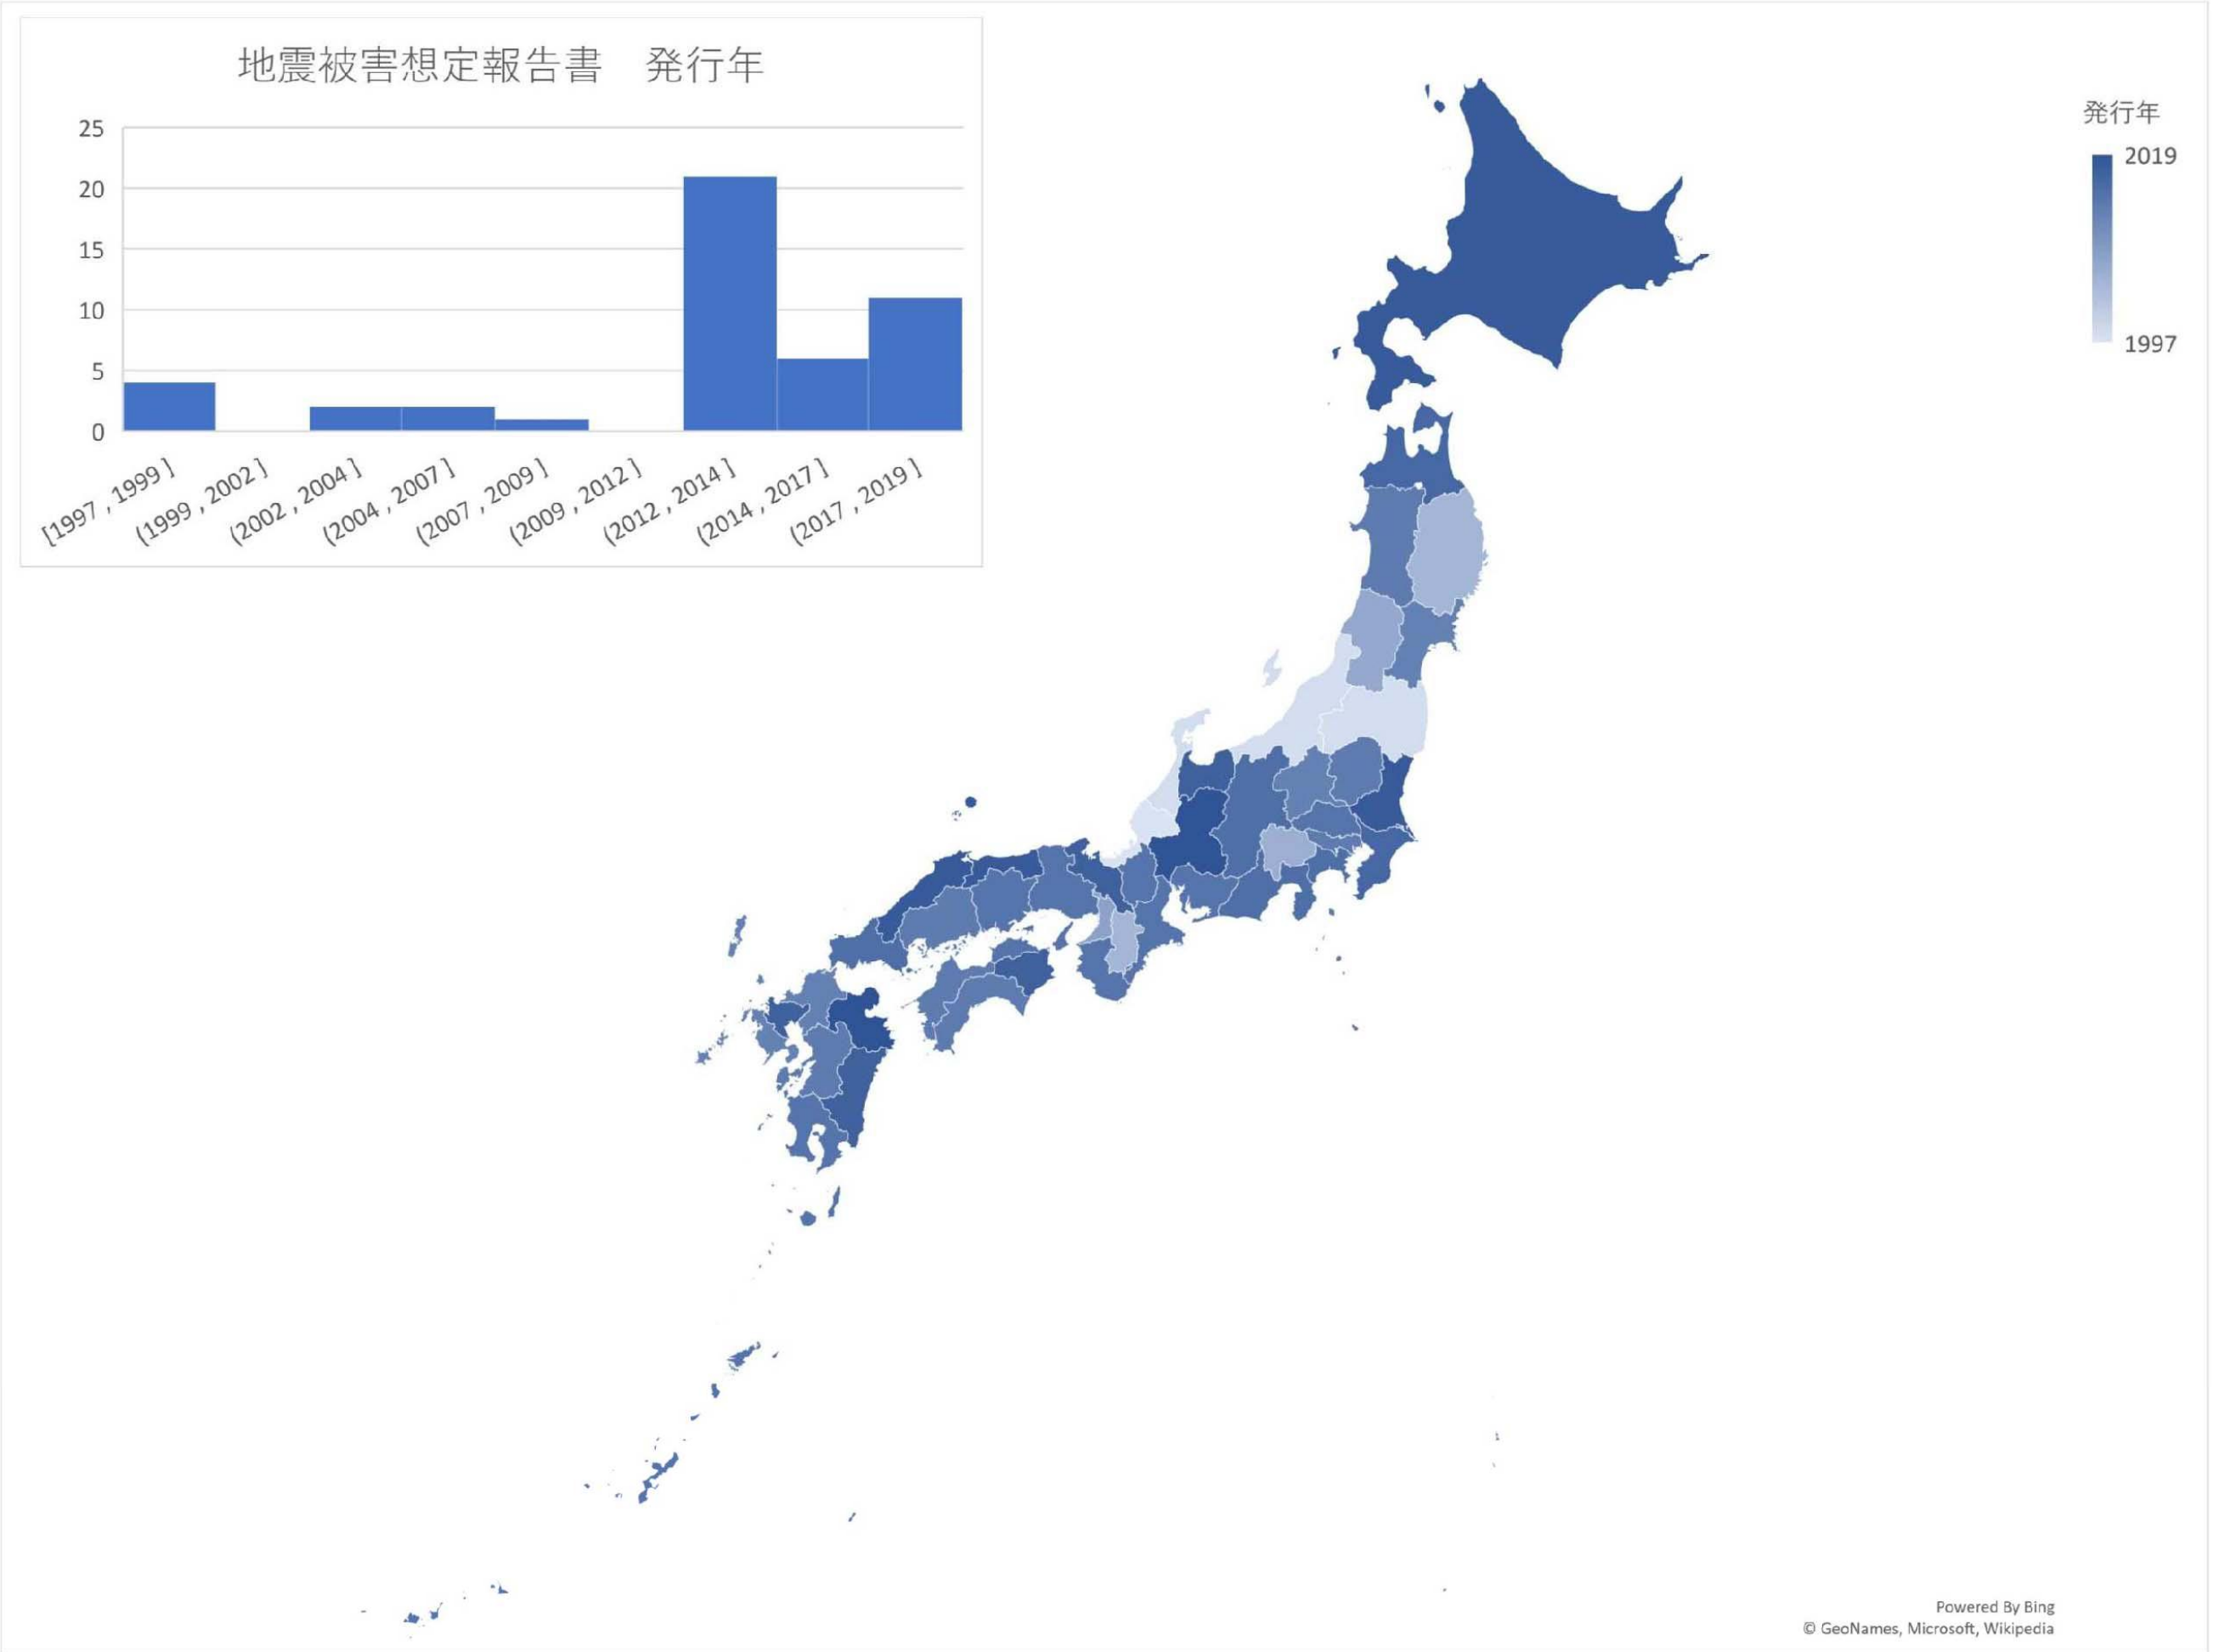 地震被害想定報告書　発行年
25
20
15
10
5
0
[1997 , 1999 ]
(1999 , 2002 ]
(2002 , 2004 ]
(2004 , 2007 ]
(2007 , 2009 ]
(2009 , 2012 ]
(2012 , 2014 ]
(2014 , 2017 ]
(2017 , 2019 ]
発行年
2019
1997
Powered By Bing
© GeoNames, Microsoft, Wikipedia